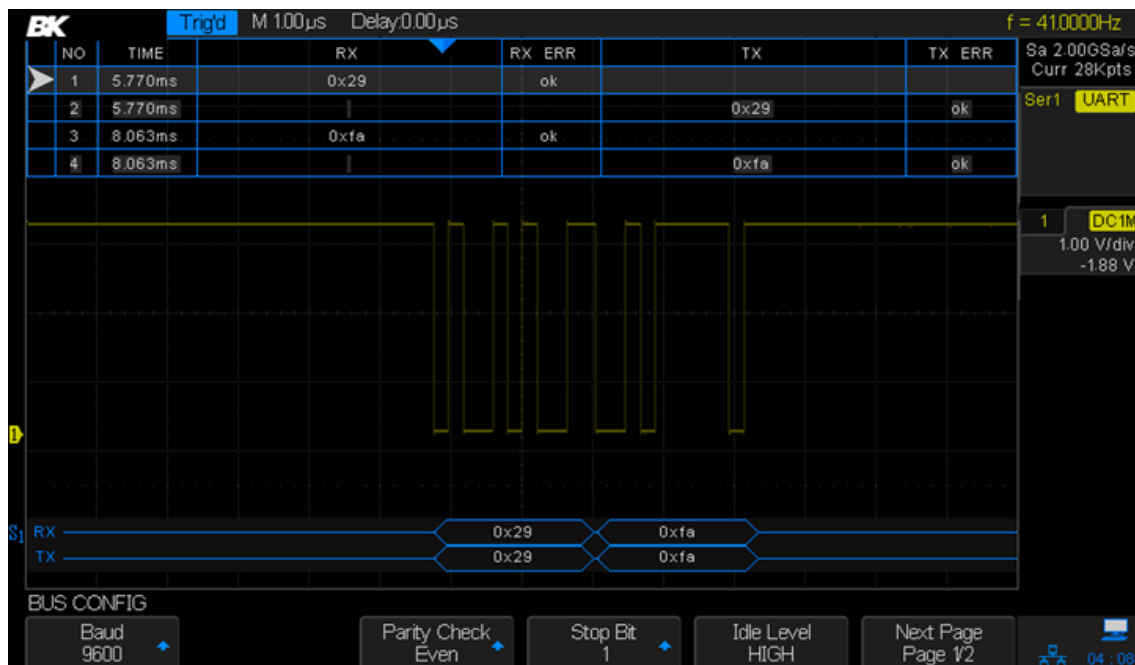 BK Trig'd M 1.00µs Delay:0.00µs f = 41.0000Hz
NO TIME RX RX ERR TX TX ERR
Sa 2.00GSa/s
Curr 28Kpts
1 5.770ms 0x29 ok
2 5.770ms 0x29 ok
Ser1 UART
3 8.063ms 0xfa ok
4 8.063ms 0xfa ok
1 DC1M
1.00 V/div
-1.88 V
1
S1 RX 0x29 0xfa
TX 0x29 0xfa
BUS CONFIG
Baud Parity Check Stop Bit Idle Level Next Page
9600 Even 1 HIGH Page 1/2
04 : 08